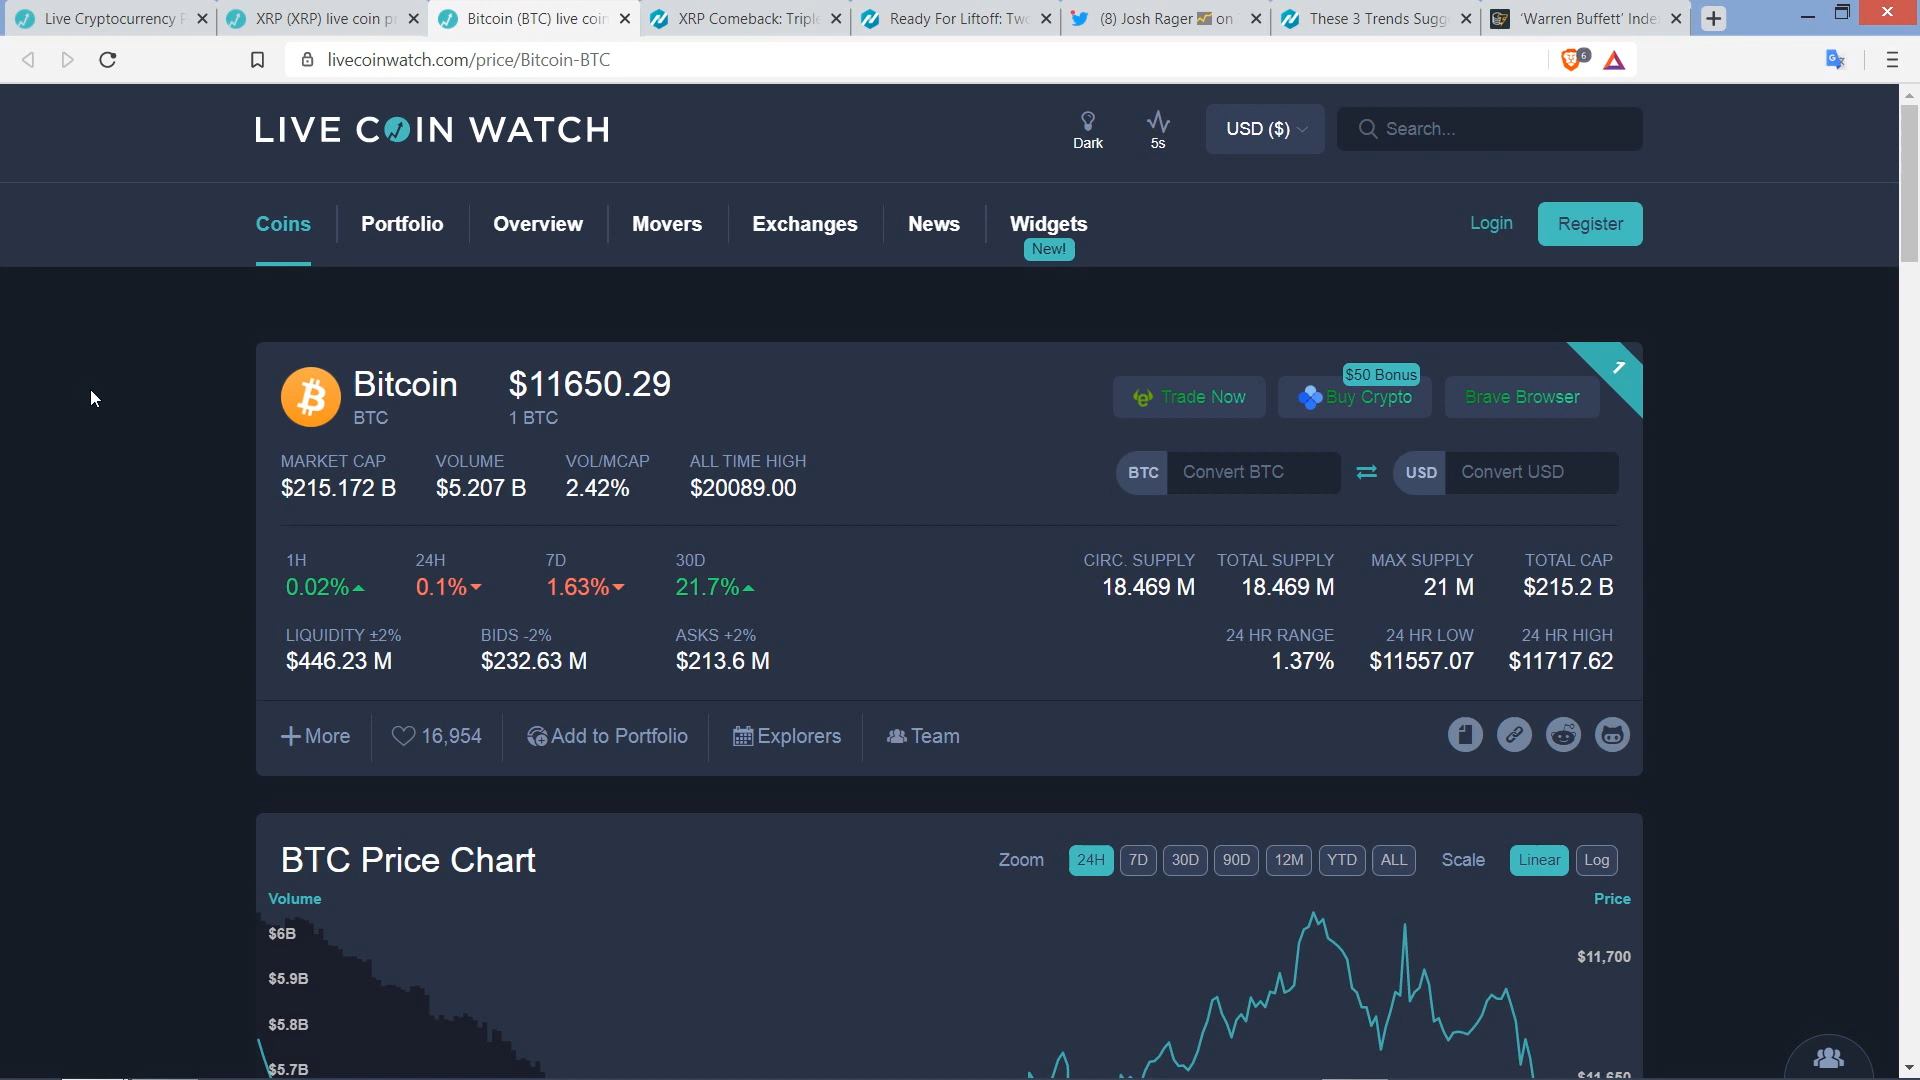 Live Cryptocurrency P
XRP (XRP) live coin pr
Bitcoin (BTC) live coin
XRP Comeback: Triple
Ready For Liftoff: Two
(8) Josh Rager on
These 3 Trends Sugg
'Warren Buffett' Inde
livecoinwatch.com/price/Bitcoin-BTC
6
LIVE COIN WATCH
Dark
5s
USD ($)
Search...
Coins
Portfolio
Overview
Movers
Exchanges
News
Widgets
New!
Login
Register
Bitcoin
BTC
$11650.29
1 BTC
Trade Now
$50 Bonus
Buy Crypto
Brave Browser
1
MARKET CAP
$215.172 B
VOLUME
$5.207 B
VOL/MCAP
2.42%
ALL TIME HIGH
$20089.00
BTC
Convert BTC
USD
Convert USD
1H
0.02%
24H
0.1%
7D
1.63%
30D
21.7%
CIRC. SUPPLY
18.469 M
TOTAL SUPPLY
18.469 M
MAX SUPPLY
21 M
TOTAL CAP
$215.2 B
LIQUIDITY ±2%
$446.23 M
BIDS -2%
$232.63 M
ASKS +2%
$213.6 M
24 HR RANGE
1.37%
24 HR LOW
$11557.07
24 HR HIGH
$11717.62
More
16,954
Add to Portfolio
Explorers
Team
BTC Price Chart
Zoom
24H
7D
30D
90D
12M
YTD
ALL
Scale
Linear
Log
Volume
Price
$6B
$11,700
$5.9B
$5.8B
$5.7B
$11,650